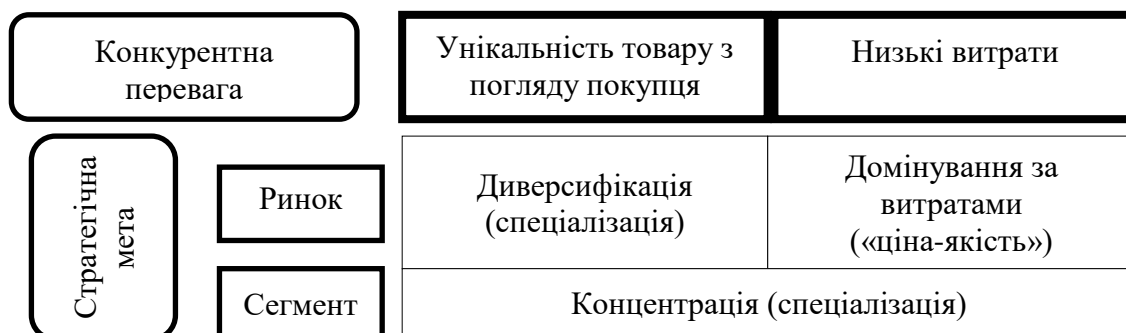 Конкурентна
перевага
Унікальність товару з
погляду покупця
Низькі витрати
Стратегічна
мета
Ринок
Диверсифікація
(спеціалізація)
Домінування за
витратами
(«ціна-якість»)
Сегмент
Концентрація (спеціалізація)